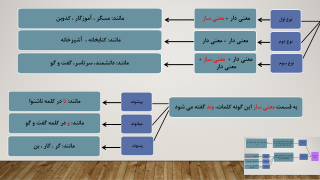 نوع اول
معنی دار + معنی ساز
مانند: مسگر ، آموزگار ، کدوین
نوع دوم
معنی دار + معنی دار
مانند: کتابخانه ، آشپزخانه
نوع سوم
معنی دار + معنی ساز + معنی دار
مانند: دانشمند، سرتاسر، گفت و گو
به قسمت معنی ساز این گونه کلمات، وند گفته می شود
پیشوند
مانند: نا در کلمه ناشنوا
میانوند
مانند: و در کلمه گفت و گو
پسوند
مانند: گر ، گار ، ین